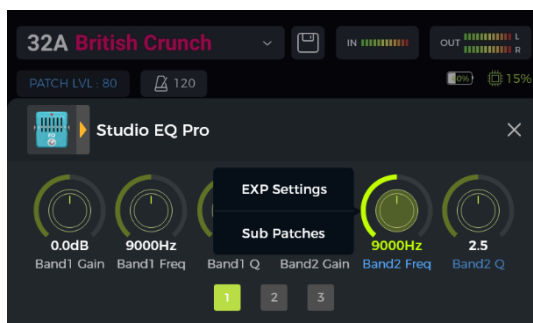 32A British Crunch
IN
OUT
L
R
PATCH LVL : 80
120
0%
15%
Studio EQ Pro
EXP Settings
Sub Patches
0.0dB
9000Hz
9000Hz
2.5
Band1 Gain
Band1 Freq
Band1 Q
Band2 Gain
Band2 Freq
Band2 Q
1
2
3